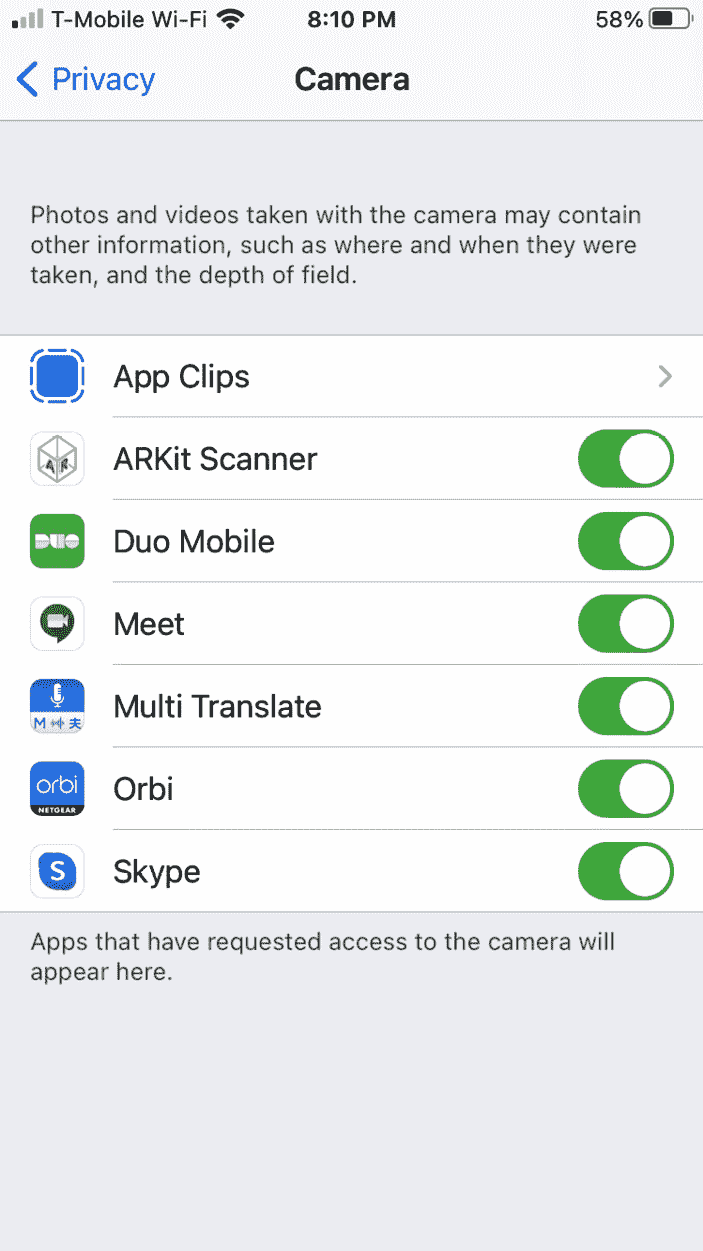 T-Mobile Wi-Fi 8:10 PM 58%
Privacy Camera
Photos and videos taken with the camera may contain
other information, such as where and when they were
taken, and the depth of field.
App Clips
AR ARKit Scanner
DUO Duo Mobile
Meet
M 夫 Multi Translate
orbi NETGEAR Orbi
S Skype
Apps that have requested access to the camera will
appear here.